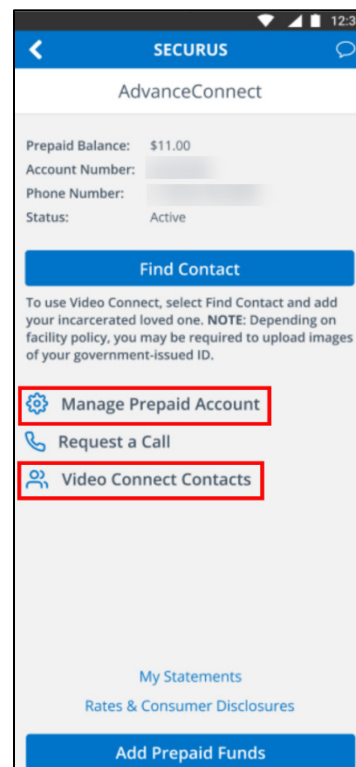 12:3
SECURUS
AdvanceConnect
Prepaid Balance: $11.00
Account Number:
Phone Number:
Status: Active
Find Contact
To use Video Connect, select Find Contact and add
your incarcerated loved one. NOTE: Depending on
facility policy, you may be required to upload images
of your government-issued ID.
Manage Prepaid Account
Request a Call
Video Connect Contacts
My Statements
Rates & Consumer Disclosures
Add Prepaid Funds